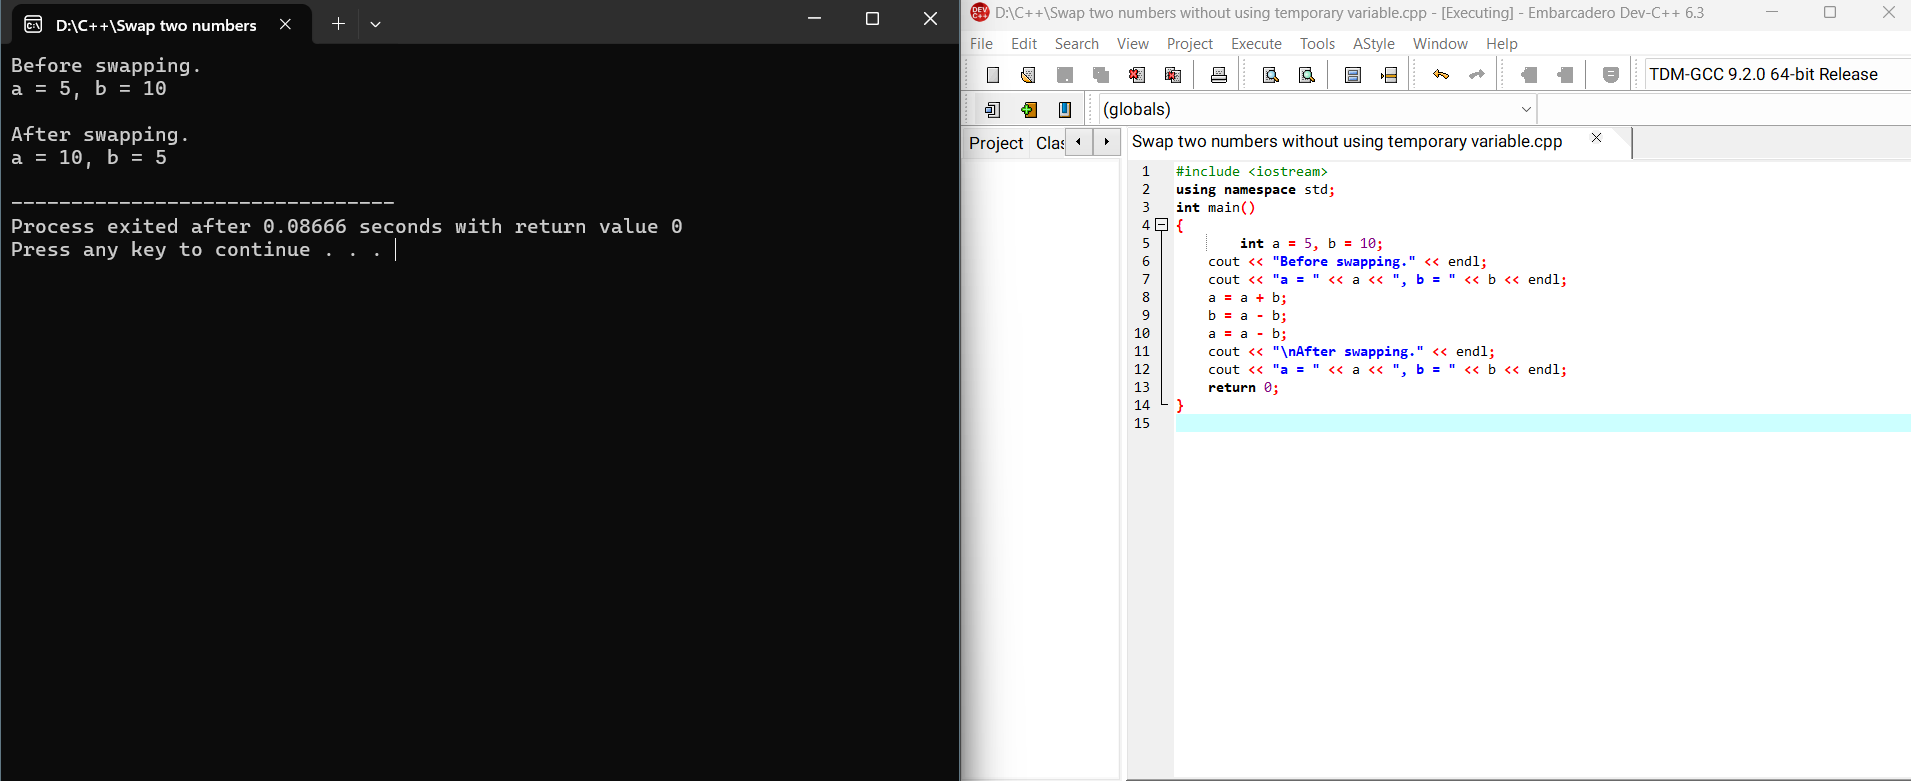 D:\C++\Swap two numbers
Before swapping.
a = 5, b = 10
After swapping.
a = 10, b = 5
--------------------------------
Process exited after 0.08666 seconds with return value 0
Press any key to continue . . .
DEV C++
D:\C++\Swap two numbers without using temporary variable.cpp - [Executing] - Embarcadero Dev-C++ 6.3
File Edit Search View Project Execute Tools AStyle Window Help
TDM-GCC 9.2.0 64-bit Release
(globals)
Project Clas
Swap two numbers without using temporary variable.cpp
1 #include <iostream>
2 using namespace std;
3 int main()
4 {
5 int a = 5, b = 10;
6 cout << "Before swapping." << endl;
7 cout << "a = " << a << ", b = " << b << endl;
8 a = a + b;
9 b = a - b;
10 a = a - b;
11 cout << "\nAfter swapping." << endl;
12 cout << "a = " << a << ", b = " << b << endl;
13 return 0;
14 }
15